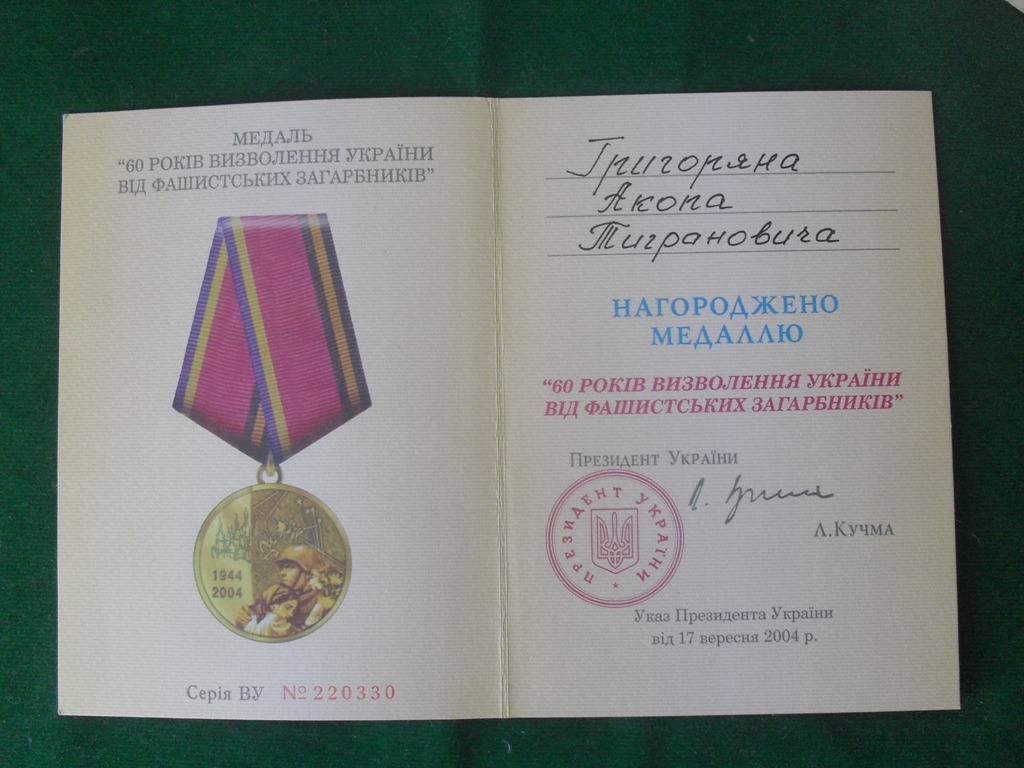 МЕДАЛЬ
“60 РОКІВ ВИЗВОЛЕННЯ УКРАЇНИ
ВІД ФАШИСТСЬКИХ ЗАГАРБНИКІВ”
1944
2004
Серія ВУ №220330
Григоряна
Акопа
Тиграновича
НАГОРОДЖЕНО
МЕДАЛЛЮ
“60 РОКІВ ВИЗВОЛЕННЯ УКРАЇНИ
ВІД ФАШИСТСЬКИХ ЗАГАРБНИКІВ”
ПРЕЗИДЕНТ УКРАЇНИ
ПРЕЗИДЕНТ УКРАЇНИ
Л.КУЧМА
Указ Президента України
від 17 вересня 2004 р.